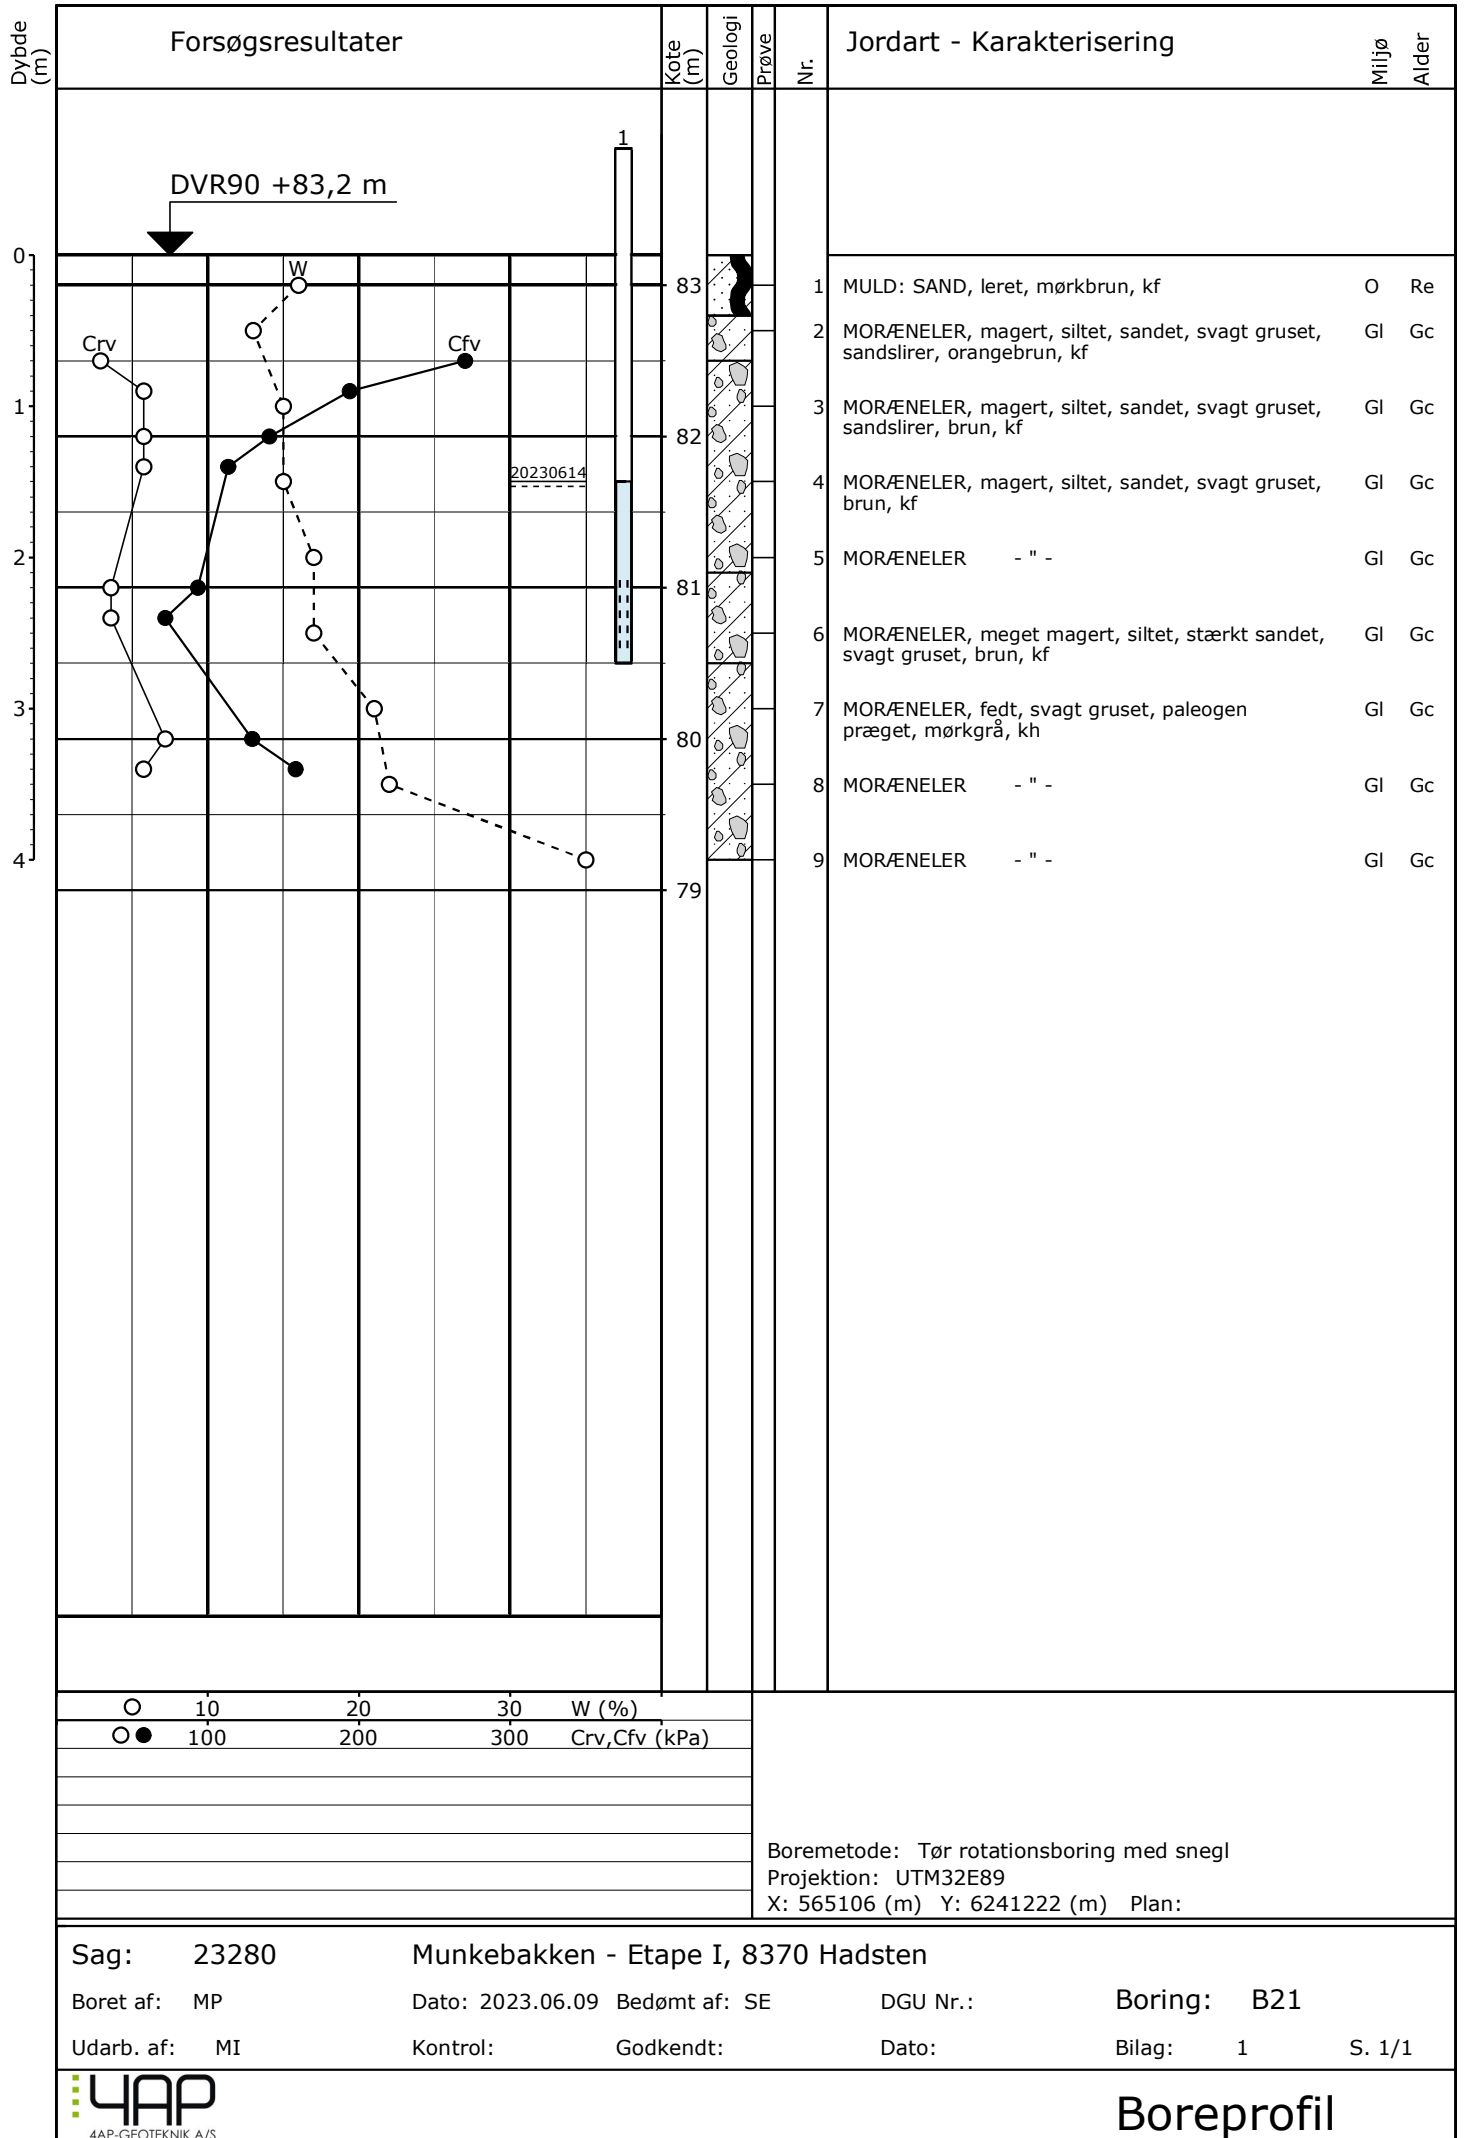 Dybde (m)
Forsøgsresultater
Kote (m)
Geologi
Prøve
Nr.
Jordart - Karakterisering
Miljø
Alder
1
DVR90 +83,2 m
0
W
83
1 MULD: SAND, leret, mørkbrun, kf O Re
2 MORÆNELER, magert, siltet, sandet, svagt gruset, Gl Gc
sandslirer, orangebrun, kf
Crv
Cfv
1
3 MORÆNELER, magert, siltet, sandet, svagt gruset, Gl Gc
sandslirer, brun, kf
82
20230614
4 MORÆNELER, magert, siltet, sandet, svagt gruset, Gl Gc
brun, kf
2
5 MORÆNELER - " - Gl Gc
81
6 MORÆNELER, meget magert, siltet, stærkt sandet, Gl Gc
svagt gruset, brun, kf
3
7 MORÆNELER, fedt, svagt gruset, paleogen Gl Gc
præget, mørkgrå, kh
80
8 MORÆNELER - " - Gl Gc
4
9 MORÆNELER - " - Gl Gc
79
10 20 30 W (%)
100 200 300 Crv,Cfv (kPa)
Boremetode: Tør rotationsboring med snegl
Projektion: UTM32E89
X: 565106 (m) Y: 6241222 (m) Plan:
Sag: 23280 Munkebakken - Etape I, 8370 Hadsten
Boret af: MP Dato: 2023.06.09 Bedømt af: SE DGU Nr.: Boring: B21
Udarb. af: MI Kontrol: Godkendt: Dato: Bilag: 1 S. 1/1
4AP
4AP-GEOTEKNIK A/S
Boreprofil